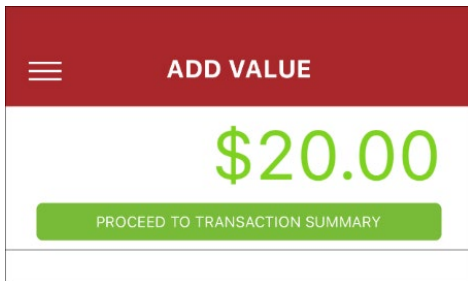 ADD VALUE
$20.00
PROCEED TO TRANSACTION SUMMARY